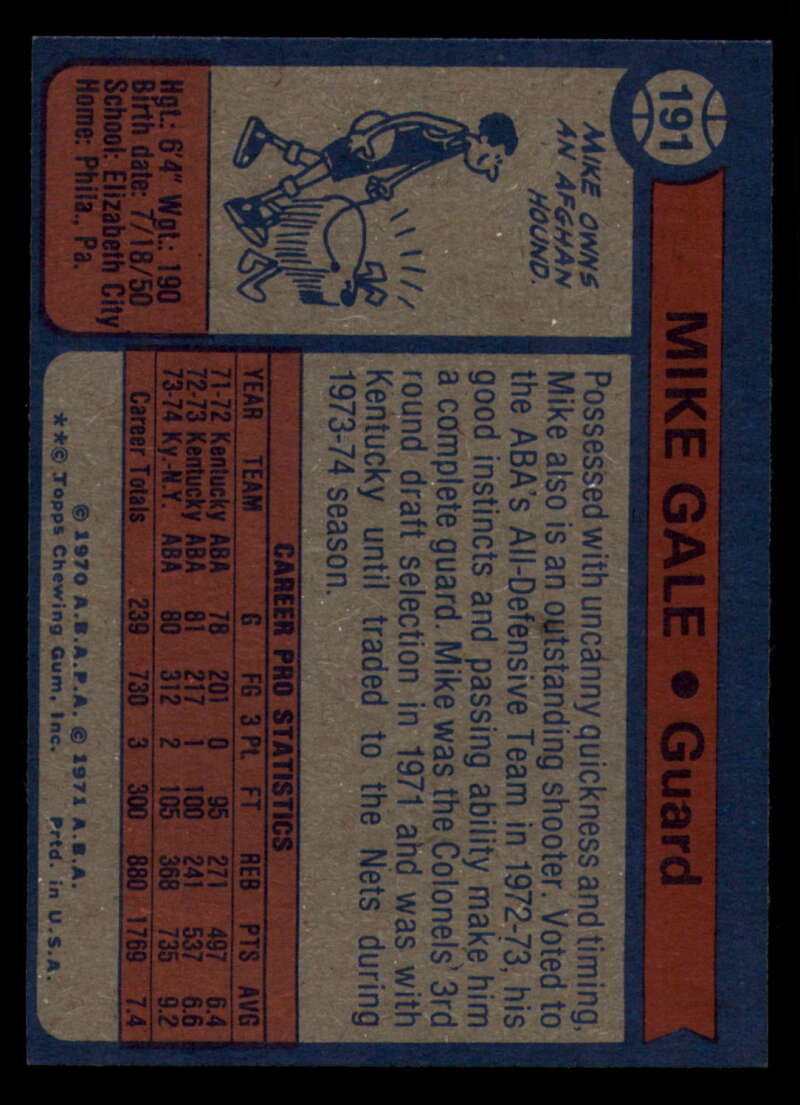 191
MIKE GALE • Guard
MIKE OWNS
AN AFGHAN
HOUND.
Hgt.: 6'4" Wgt.: 190
Birth date: 7/18/50
School: Elizabeth City
Home: Phila., Pa.
Possessed with uncanny quickness and timing,
Mike also is an outstanding shooter. Voted to
the ABA's All-Defensive Team in 1972-73, his
good instincts and passing ability make him
a complete guard. Mike was the Colonels' 3rd
round draft selection in 1971 and was with
Kentucky until traded to the Nets during
1973-74 season.
CAREER PRO STATISTICS
YEAR TEAM G FG 3 Pt. FT REB PTS AVG
71-72 Kentucky ABA 78 201 0 95 271 497 6.4
72-73 Kentucky ABA 81 217 1 100 241 537 6.6
73-74 Ky.-N.Y. ABA 80 312 2 105 368 735 9.2
Career Totals 239 730 3 300 880 1769 7.4
© 1970 A.B.A.P.A. © 1971 A.B.A.
**© Topps Chewing Gum, Inc. Prtd. in U.S.A.